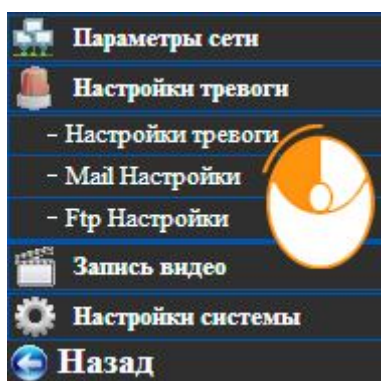 Параметры сети
Настройки тревоги
- Настройки тревоги
- Mail Настройки
- Ftp Настройки
Запись видео
Настройки системы
Назад